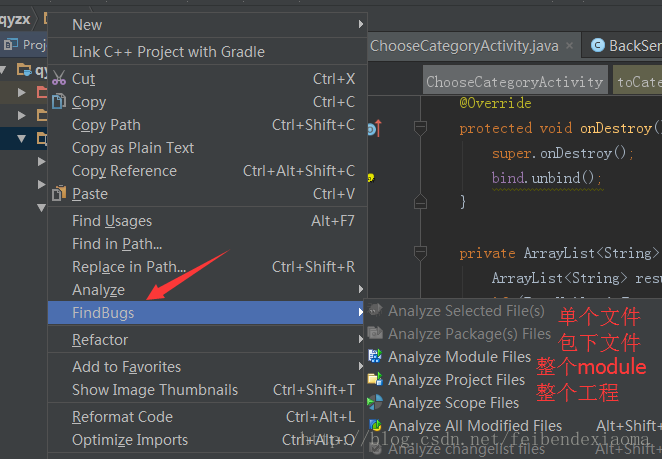 qyzx
New
Link C++ Project with Gradle
Cut Ctrl+X
Copy Ctrl+C
Copy Path Ctrl+Shift+C
Copy as Plain Text
Copy Reference Ctrl+Alt+Shift+C
Paste Ctrl+V
Find Usages Alt+F7
Find in Path...
Replace in Path... Ctrl+Shift+R
Analyze
FindBugs
Refactor
Add to Favorites
Show Image Thumbnails Ctrl+Shift+T
Reformat Code Ctrl+Alt+L
Optimize Imports Ctrl+Alt+O
Proj
qy
ChooseCategoryActivity.java
BackServ
ChooseCategoryActivity
toCate
@Override
protected void onDestroy()
super.onDestroy();
bind.unbind();
}
private ArrayList<String>
ArrayList<String> resu
Analyze Selected File(s) 单个文件
Analyze Package(s) Files 包下文件
Analyze Module Files 整个module
Analyze Project Files 整个工程
Analyze Scope Files
Analyze All Modified Files Alt+Shift+
Analyze changelist files Alt+Shift+
http://blog.csdn.net/feibendexiaoma